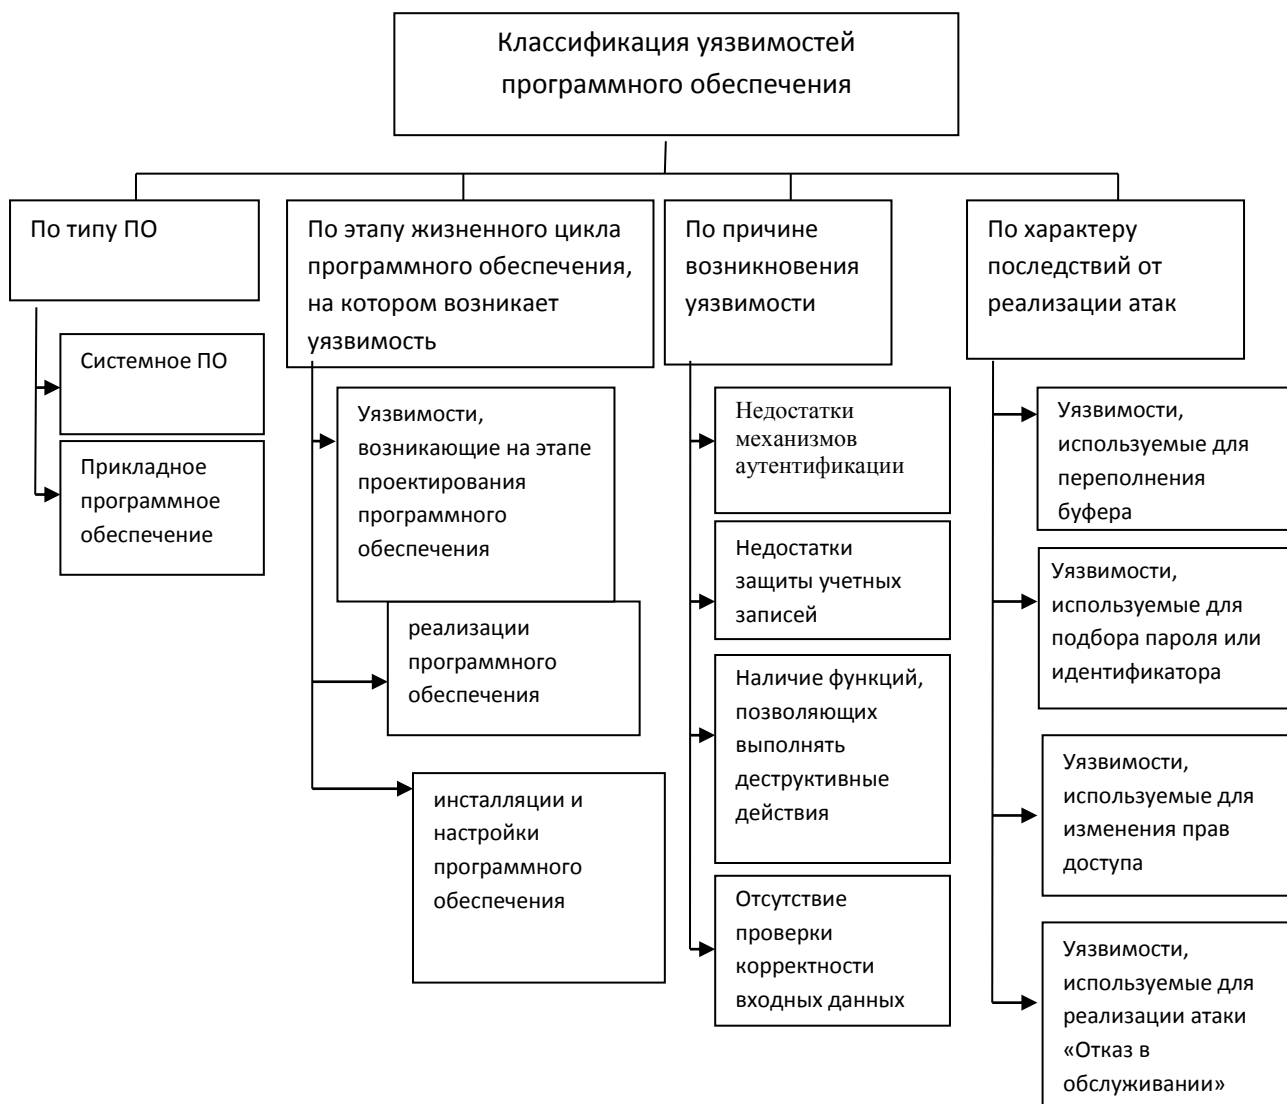 Классификация уязвимостей
программного обеспечения
По типу ПО
Системное ПО
Прикладное
программное
обеспечение
По этапу жизненного цикла
программного обеспечения,
на котором возникает
уязвимость
Уязвимости,
возникающие на этапе
проектирования
программного
обеспечения
реализации
программного
обеспечения
инсталляции и
настройки
программного
обеспечения
По причине
возникновения
уязвимости
Недостатки
механизмов
аутентификации
Недостатки
защиты учетных
записей
Наличие функций,
позволяющих
выполнять
деструктивные
действия
Отсутствие
проверки
корректности
входных данных
По характеру
последствий от
реализации атак
Уязвимости,
используемые для
переполнения
буфера
Уязвимости,
используемые для
подбора пароля или
идентификатора
Уязвимости,
используемые для
изменения прав
доступа
Уязвимости,
используемые для
реализации атаки
«Отказ в
обслуживании»